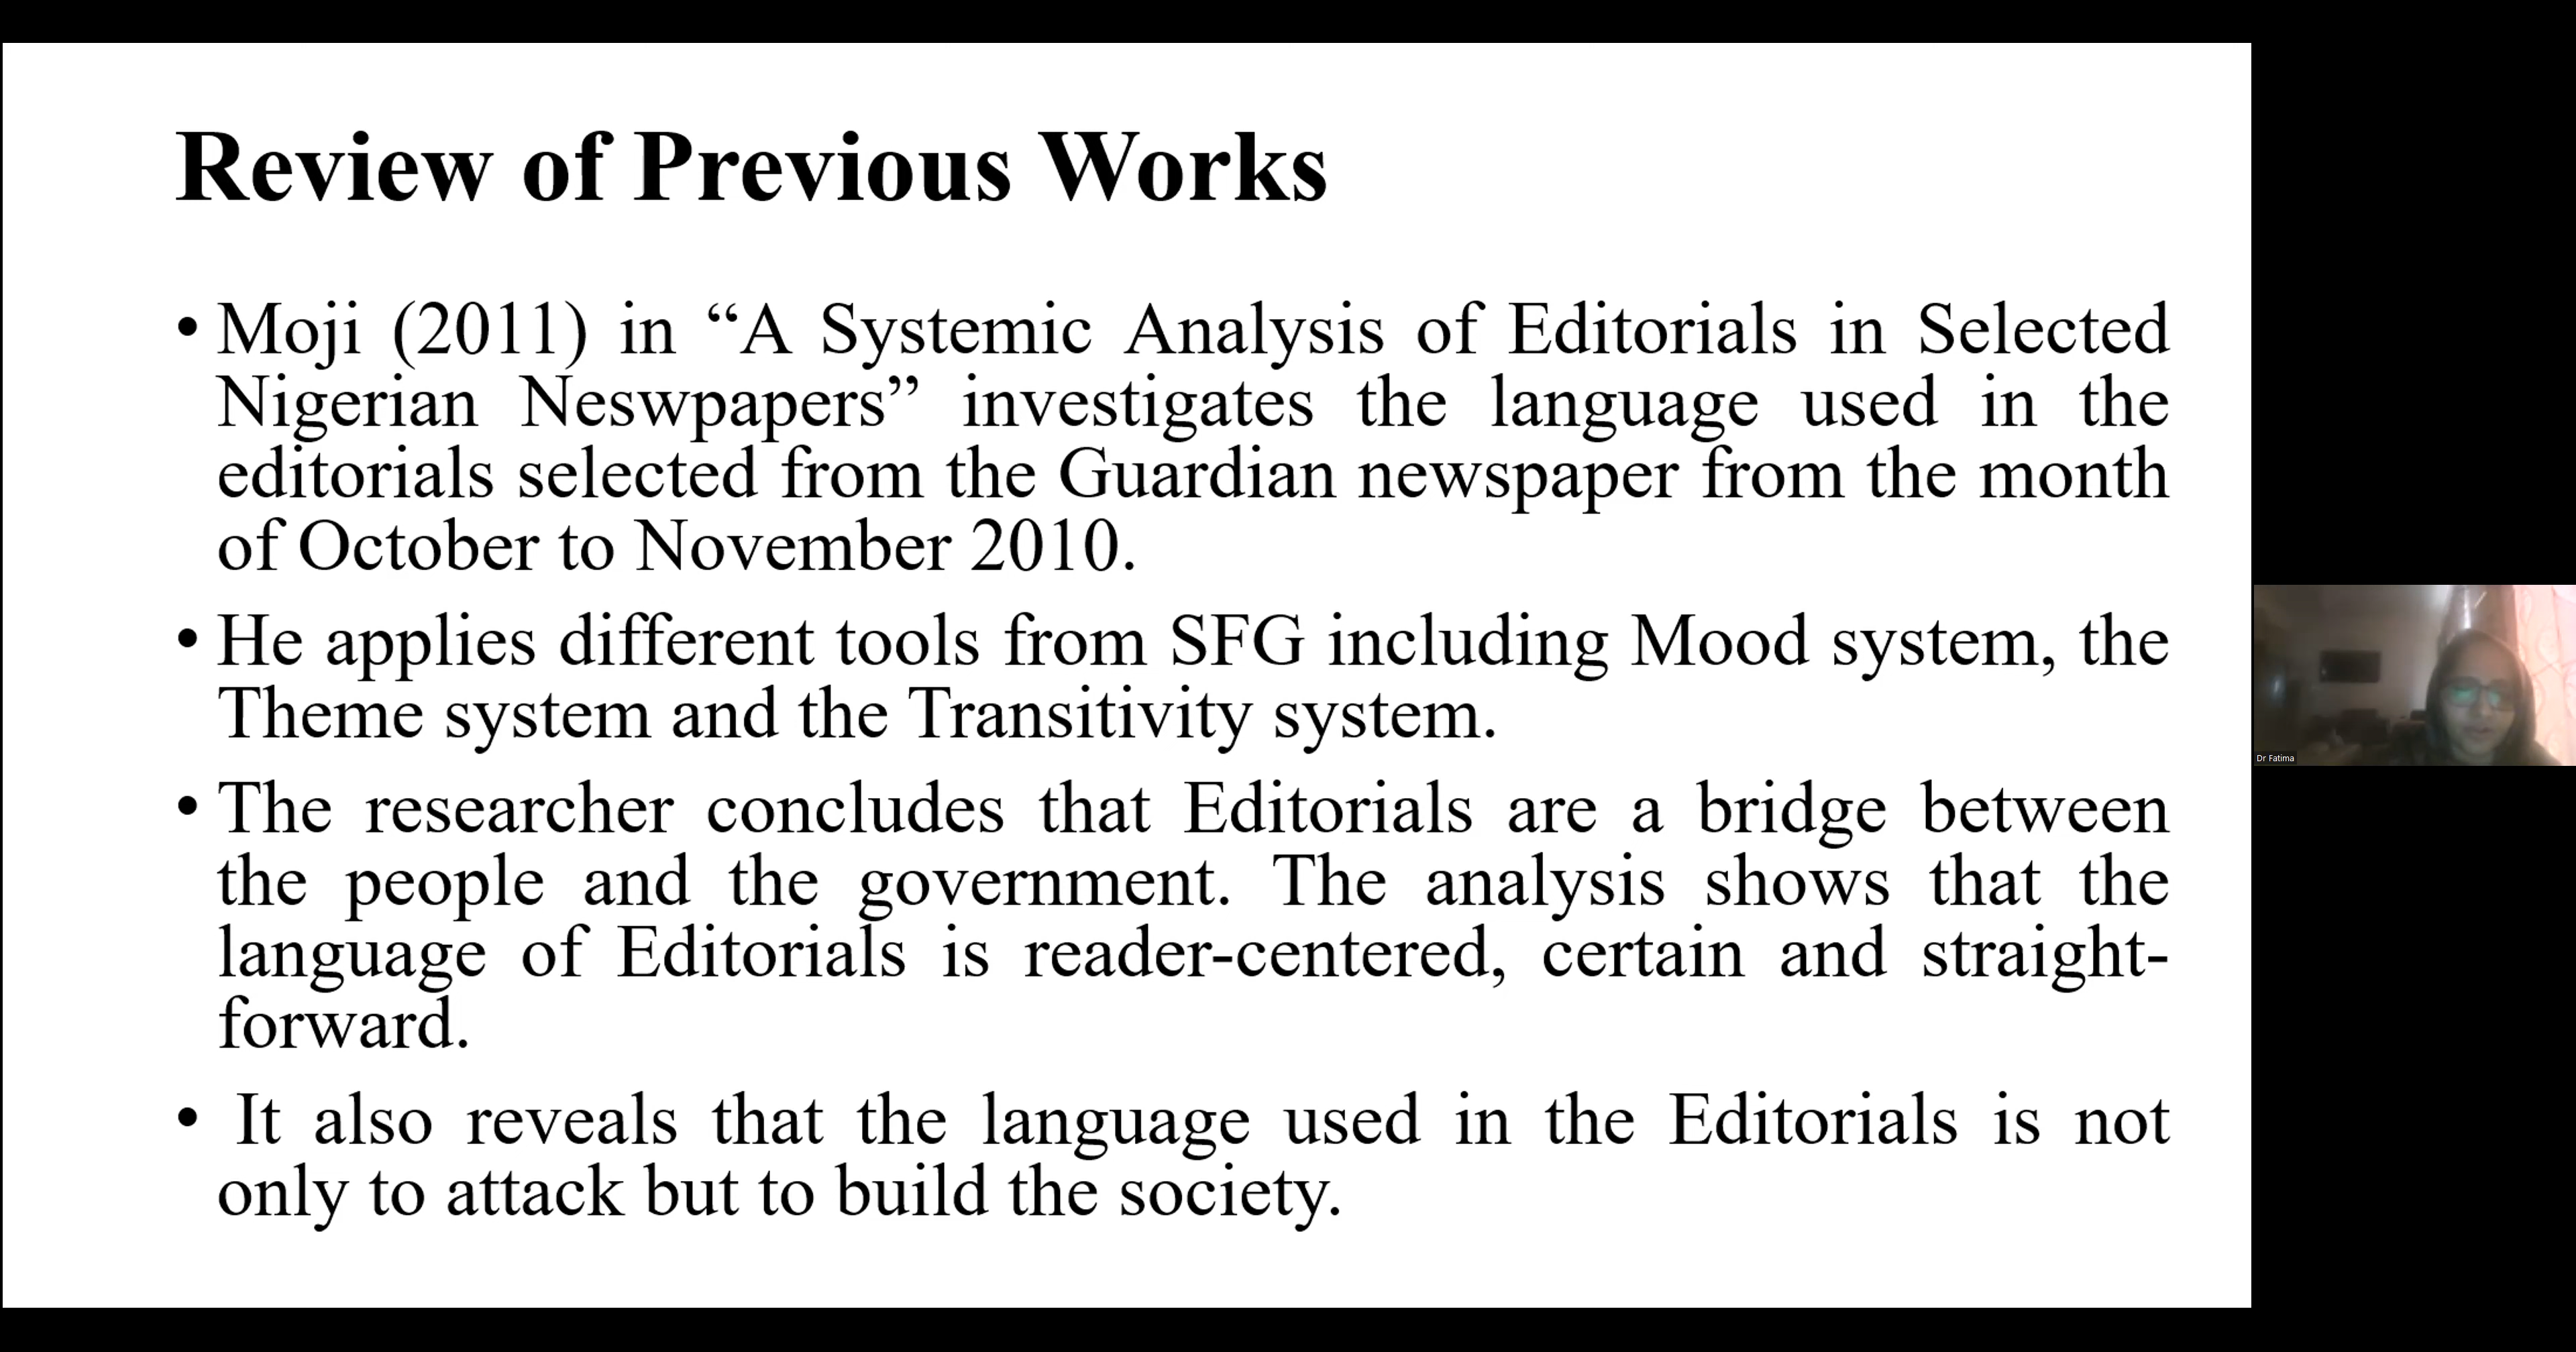 Review of Previous Works
• Moji (2011) in “A Systemic Analysis of Editorials in Selected
Nigerian Neswpapers” investigates the language used in the
editorials selected from the Guardian newspaper from the month
of October to November 2010.
• He applies different tools from SFG including Mood system, the
Theme system and the Transitivity system.
• The researcher concludes that Editorials are a bridge between
the people and the government. The analysis shows that the
language of Editorials is reader-centered, certain and straight-
forward.
• It also reveals that the language used in the Editorials is not
only to attack but to build the society.
Dr Fatima